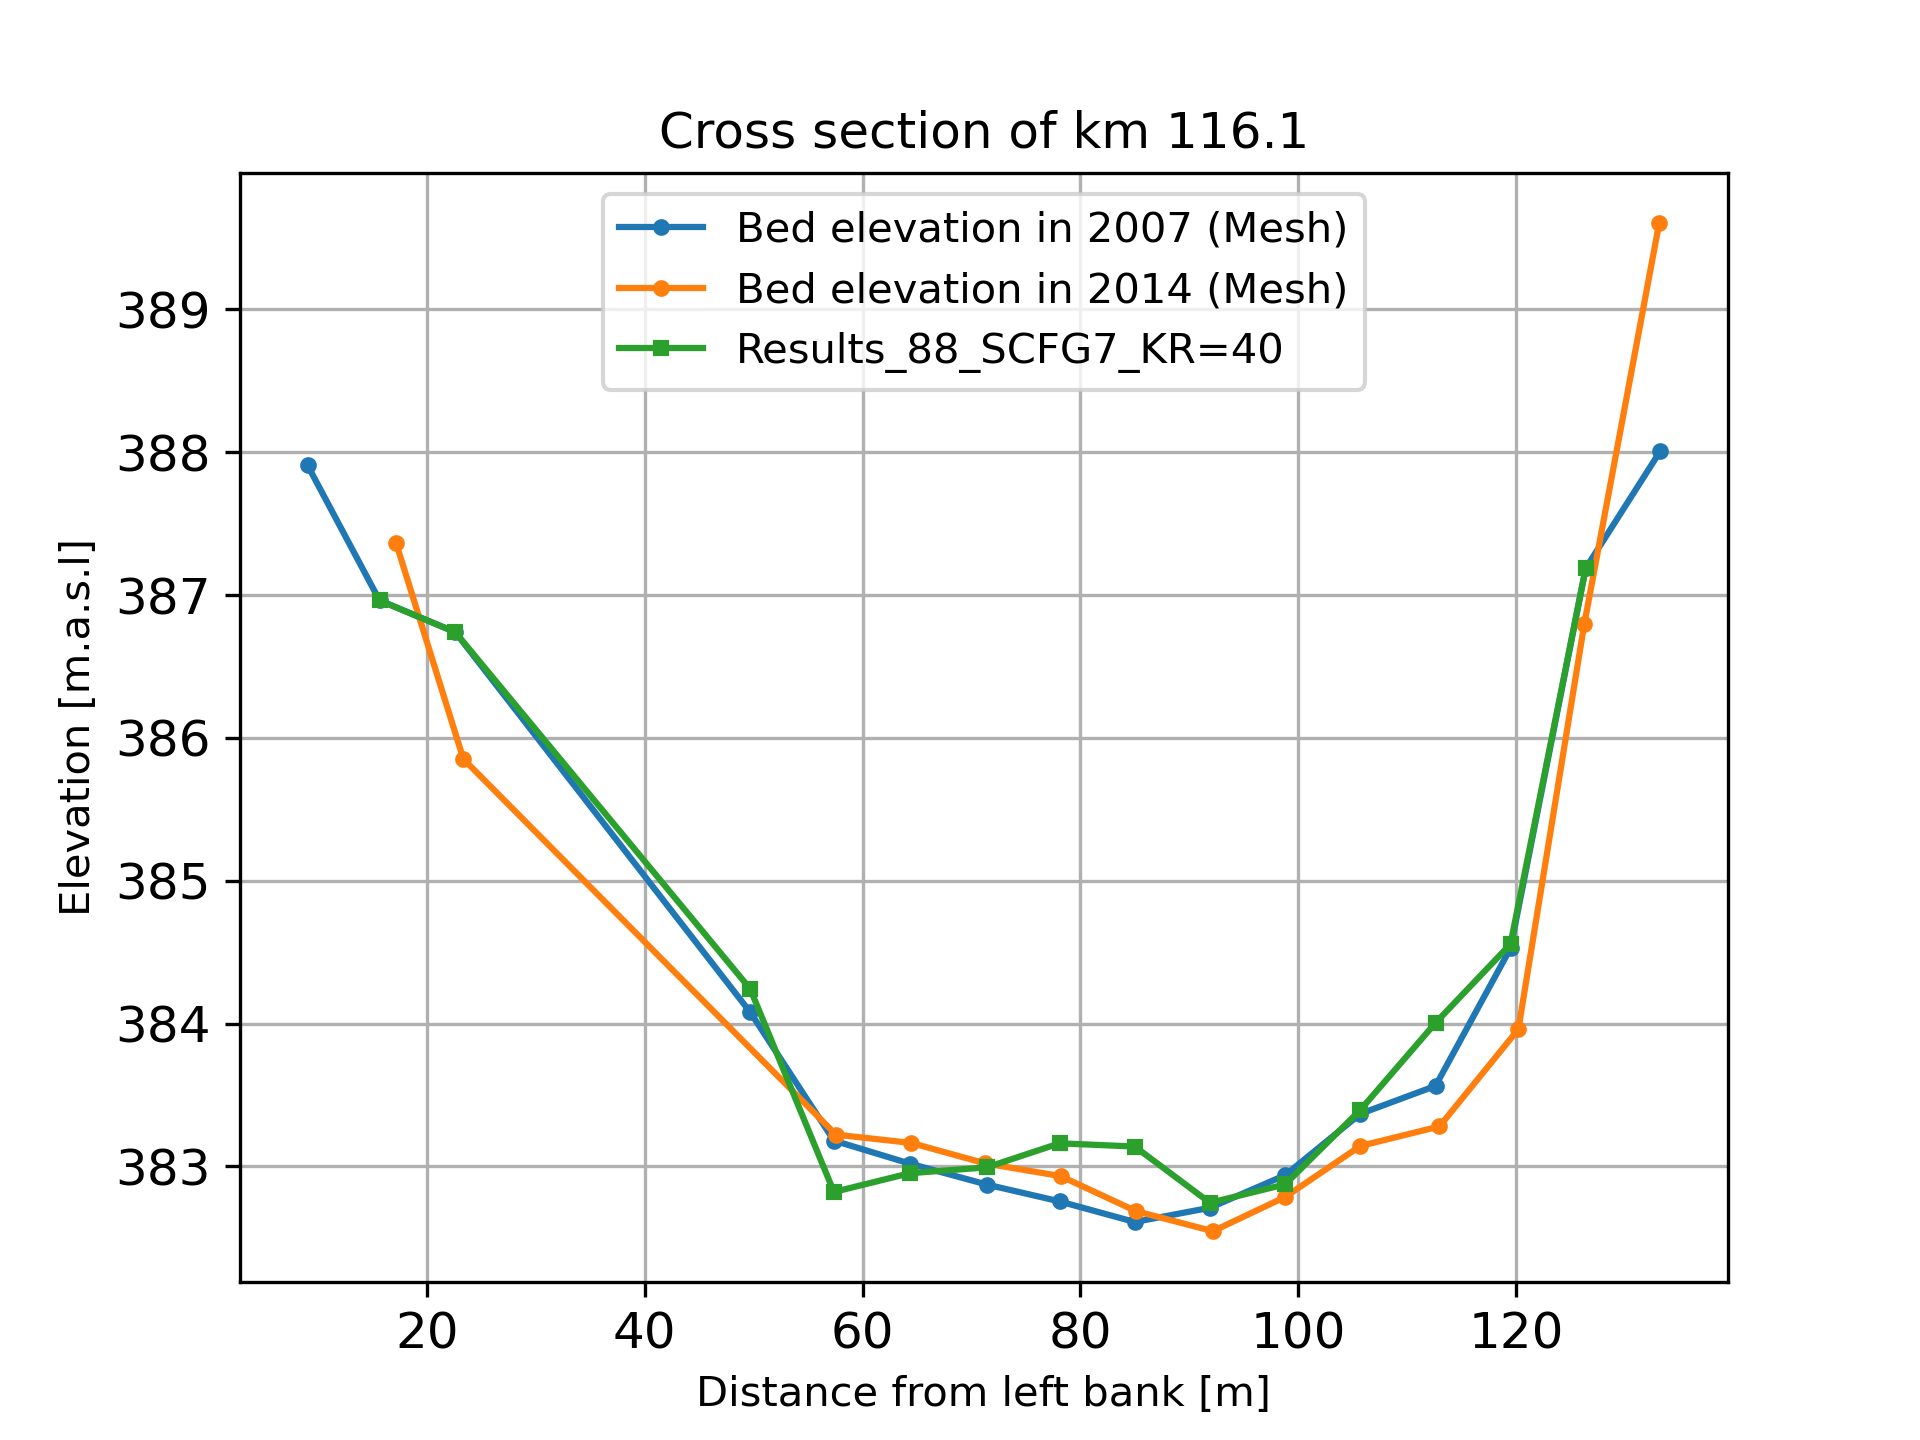 Cross section of km 116.1
Bed elevation in 2007 (Mesh)
Bed elevation in 2014 (Mesh)
Results_88_SCFG7_KR=40
389
388
387
386
385
384
383
Elevation [m.a.s.l]
20 40 60 80 100 120
Distance from left bank [m]